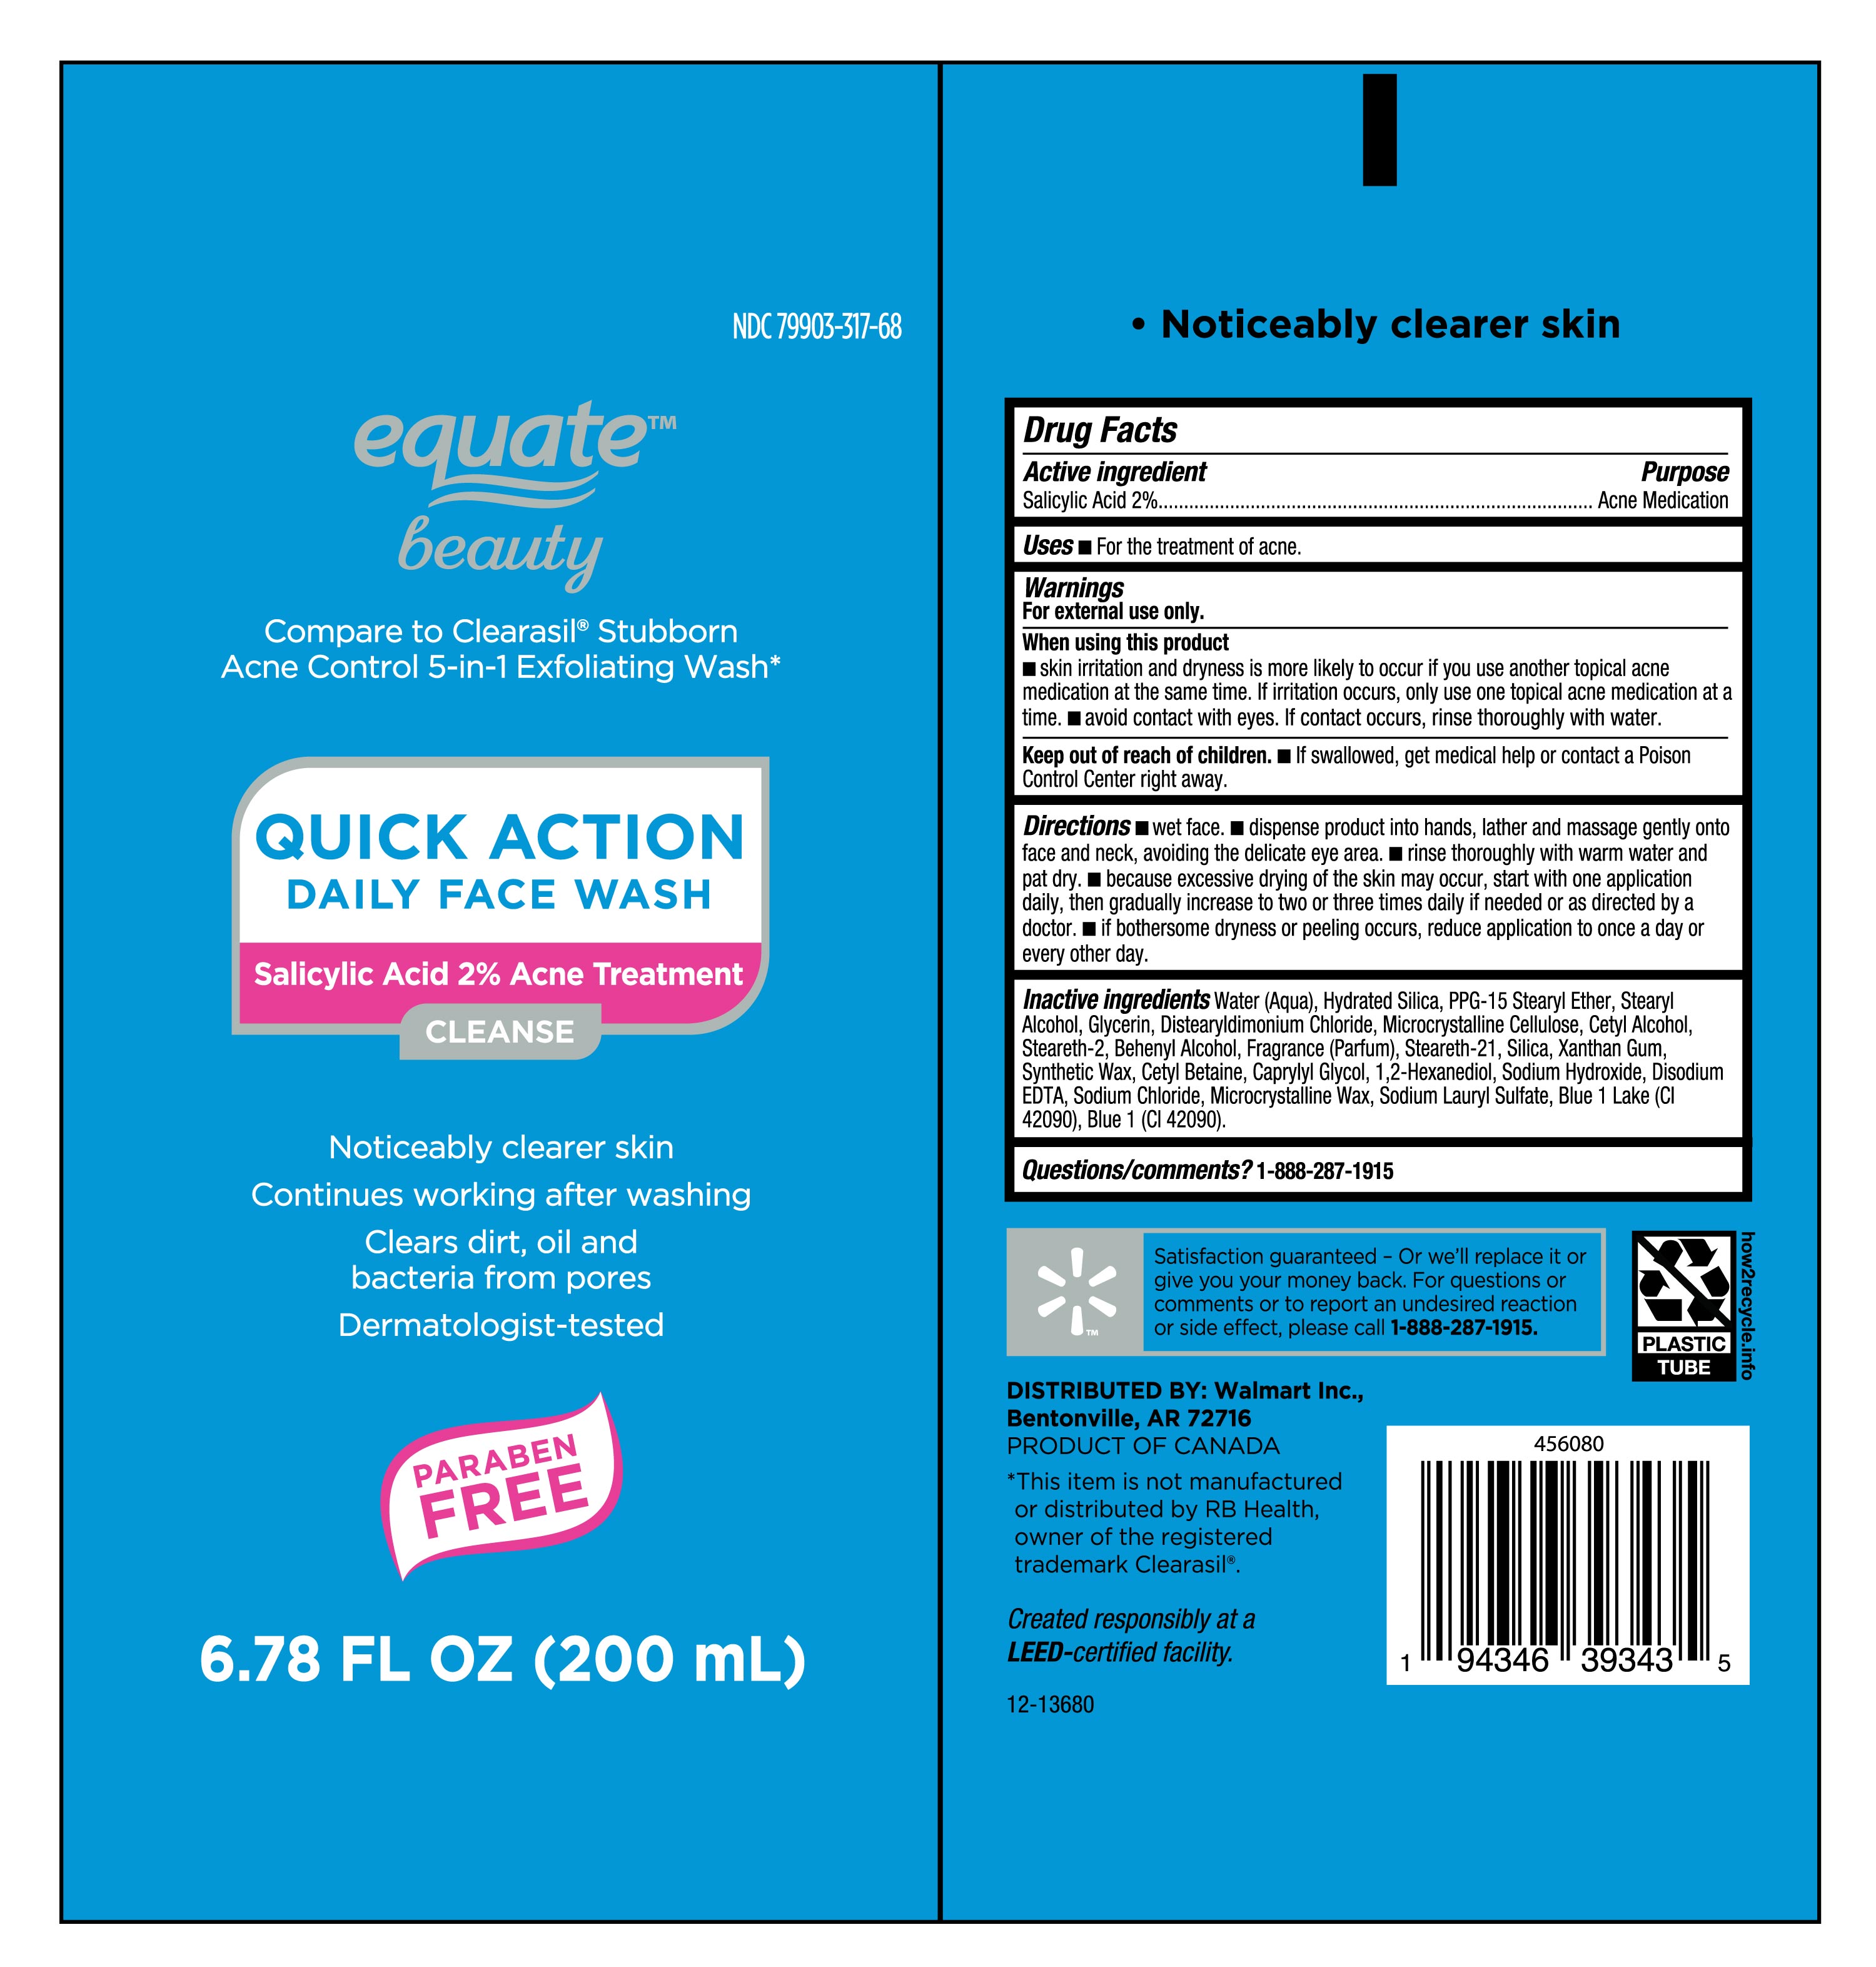 NDC 79903-317-68
equate™
beauty
Compare to Clearasil® Stubborn
Acne Control 5-in-1 Exfoliating Wash*
QUICK ACTION
DAILY FACE WASH
Salicylic Acid 2% Acne Treatment
CLEANSE
Noticeably clearer skin
Continues working after washing
Clears dirt, oil and
bacteria from pores
Dermatologist-tested
PARABEN
FREE
6.78 FL OZ (200 mL)
• Noticeably clearer skin
Drug Facts
Active ingredient Purpose
Salicylic Acid 2%.................................................................................... Acne Medication
Uses ■ For the treatment of acne.
Warnings
For external use only.
When using this product
■ skin irritation and dryness is more likely to occur if you use another topical acne
medication at the same time. If irritation occurs, only use one topical acne medication at a
time. ■ avoid contact with eyes. If contact occurs, rinse thoroughly with water.
Keep out of reach of children. ■ If swallowed, get medical help or contact a Poison
Control Center right away.
Directions ■ wet face. ■ dispense product into hands, lather and massage gently onto
face and neck, avoiding the delicate eye area. ■ rinse thoroughly with warm water and
pat dry. ■ because excessive drying of the skin may occur, start with one application
daily, then gradually increase to two or three times daily if needed or as directed by a
doctor. ■ if bothersome dryness or peeling occurs, reduce application to once a day or
every other day.
Inactive ingredients Water (Aqua), Hydrated Silica, PPG-15 Stearyl Ether, Stearyl
Alcohol, Glycerin, Distearyldimonium Chloride, Microcrystalline Cellulose, Cetyl Alcohol,
Steareth-2, Behenyl Alcohol, Fragrance (Parfum), Steareth-21, Silica, Xanthan Gum,
Synthetic Wax, Cetyl Betaine, Caprylyl Glycol, 1,2-Hexanediol, Sodium Hydroxide, Disodium
EDTA, Sodium Chloride, Microcrystalline Wax, Sodium Lauryl Sulfate, Blue 1 Lake (CI
42090), Blue 1 (CI 42090).
Questions/comments? 1-888-287-1915
™
Satisfaction guaranteed – Or we'll replace it or
give you your money back. For questions or
comments or to report an undesired reaction
or side effect, please call 1-888-287-1915.
PLASTIC
TUBE
how2recycle.info
DISTRIBUTED BY: Walmart Inc.,
Bentonville, AR 72716
PRODUCT OF CANADA
*This item is not manufactured
or distributed by RB Health,
owner of the registered
trademark Clearasil®.
Created responsibly at a
LEED-certified facility.
12-13680
456080
1 94346 39343 5